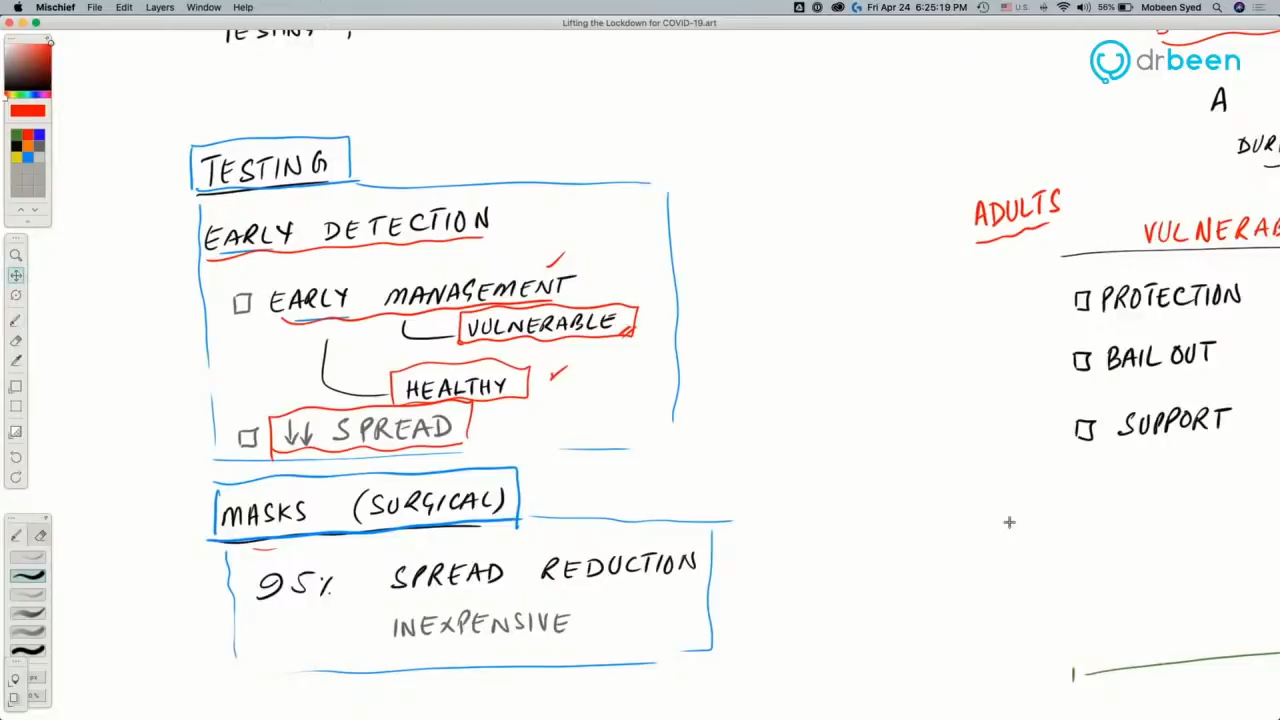 Mischief File Edit Layers Window Help U.S. 56% Fri Apr 24 6:25:19 PM Mobeen Syed
Lifting the Lockdown for COVID-19.art
TESTING
drbeen
A
TESTING
EARLY DETECTION
EARLY MANAGEMENT
VULNERABLE
HEALTHY
↓↓ SPREAD
MASKS (SURGICAL)
95% SPREAD REDUCTION
INEXPENSIVE
ADULTS
PROTECTION
BAIL OUT
SUPPORT